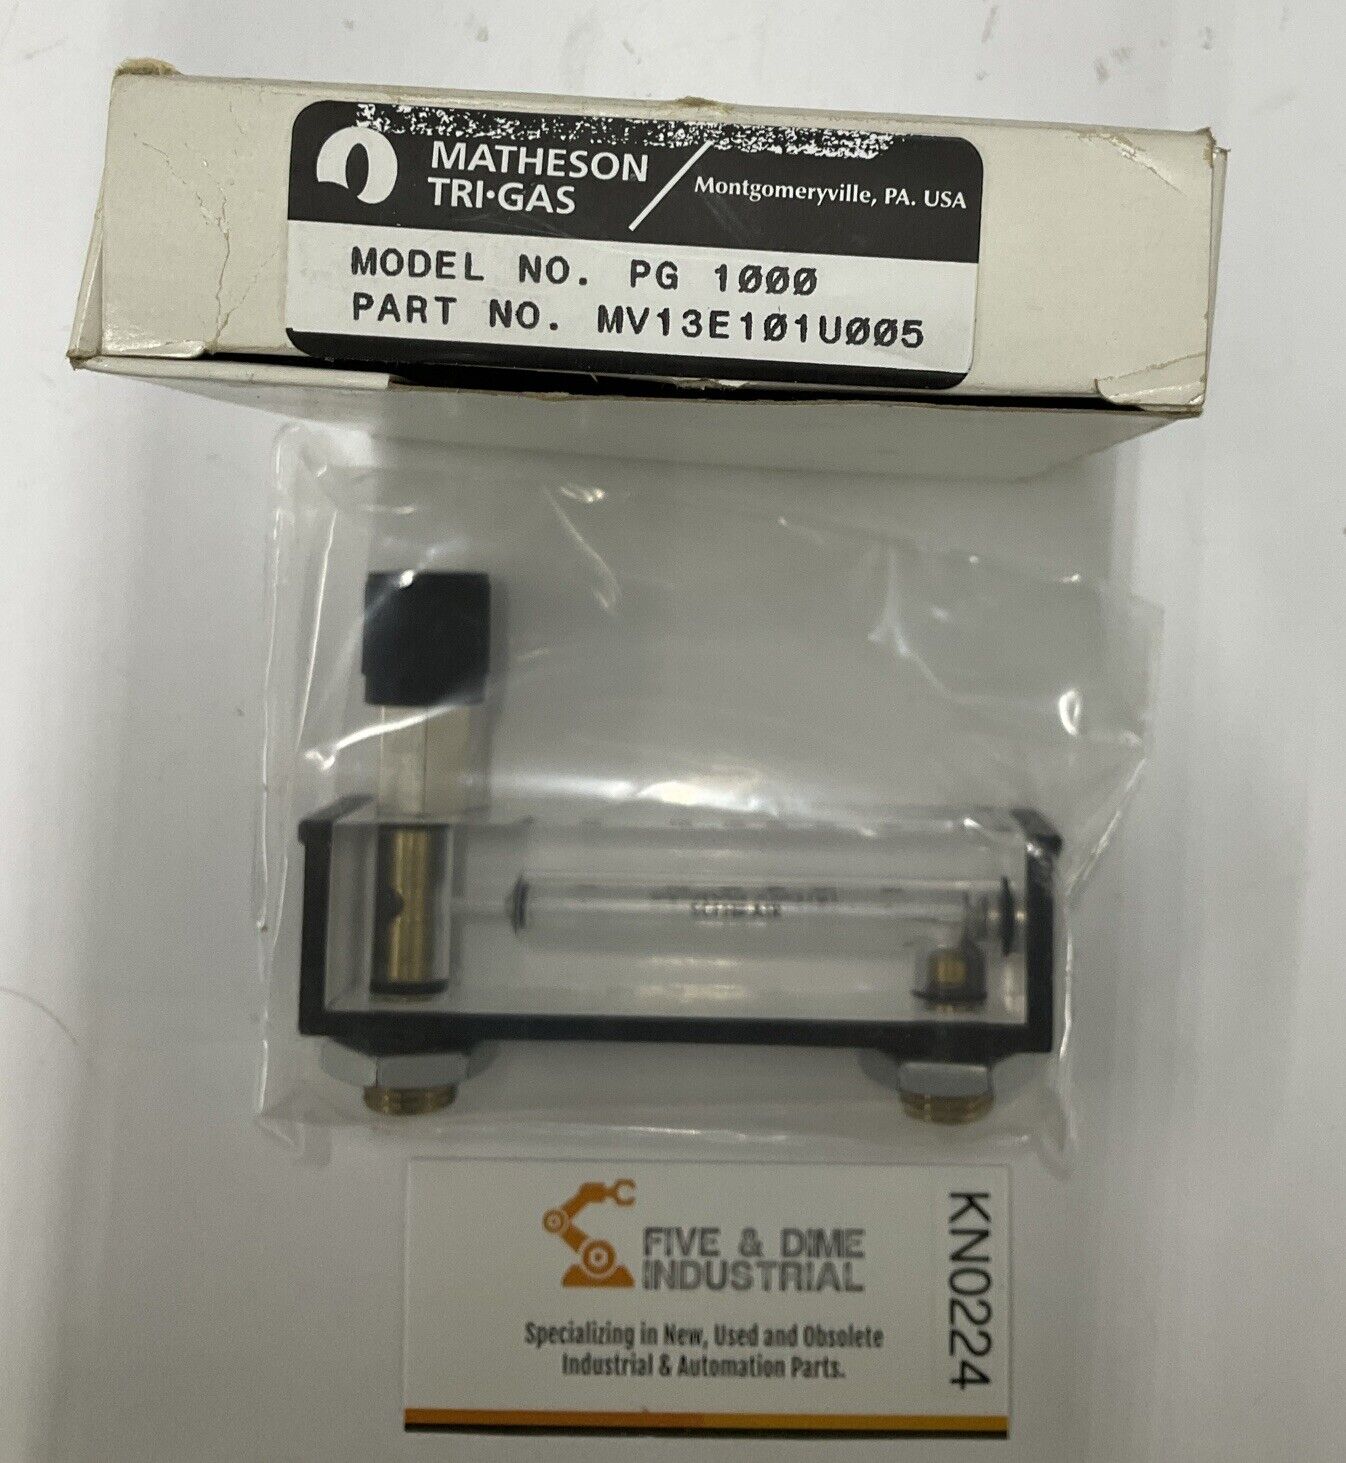 MATHESON
TRI·GAS
Montgomeryville, PA. USA
MODEL NO. PG 1000
PART NO. MV13E101U005
FIVE & DIME
INDUSTRIAL
Specializing in New, Used and Obsolete
Industrial & Automation Parts.
KN0224